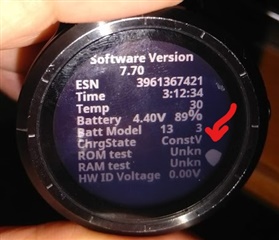 Software Version
7.70
ESN 3961367421
Time 3:12:34
Temp 30
Battery 4.40V 89%
Batt Model 13 3
ChrgState ConstV
ROM test Unkn
RAM test Unkn
HW ID Voltage 0.00V